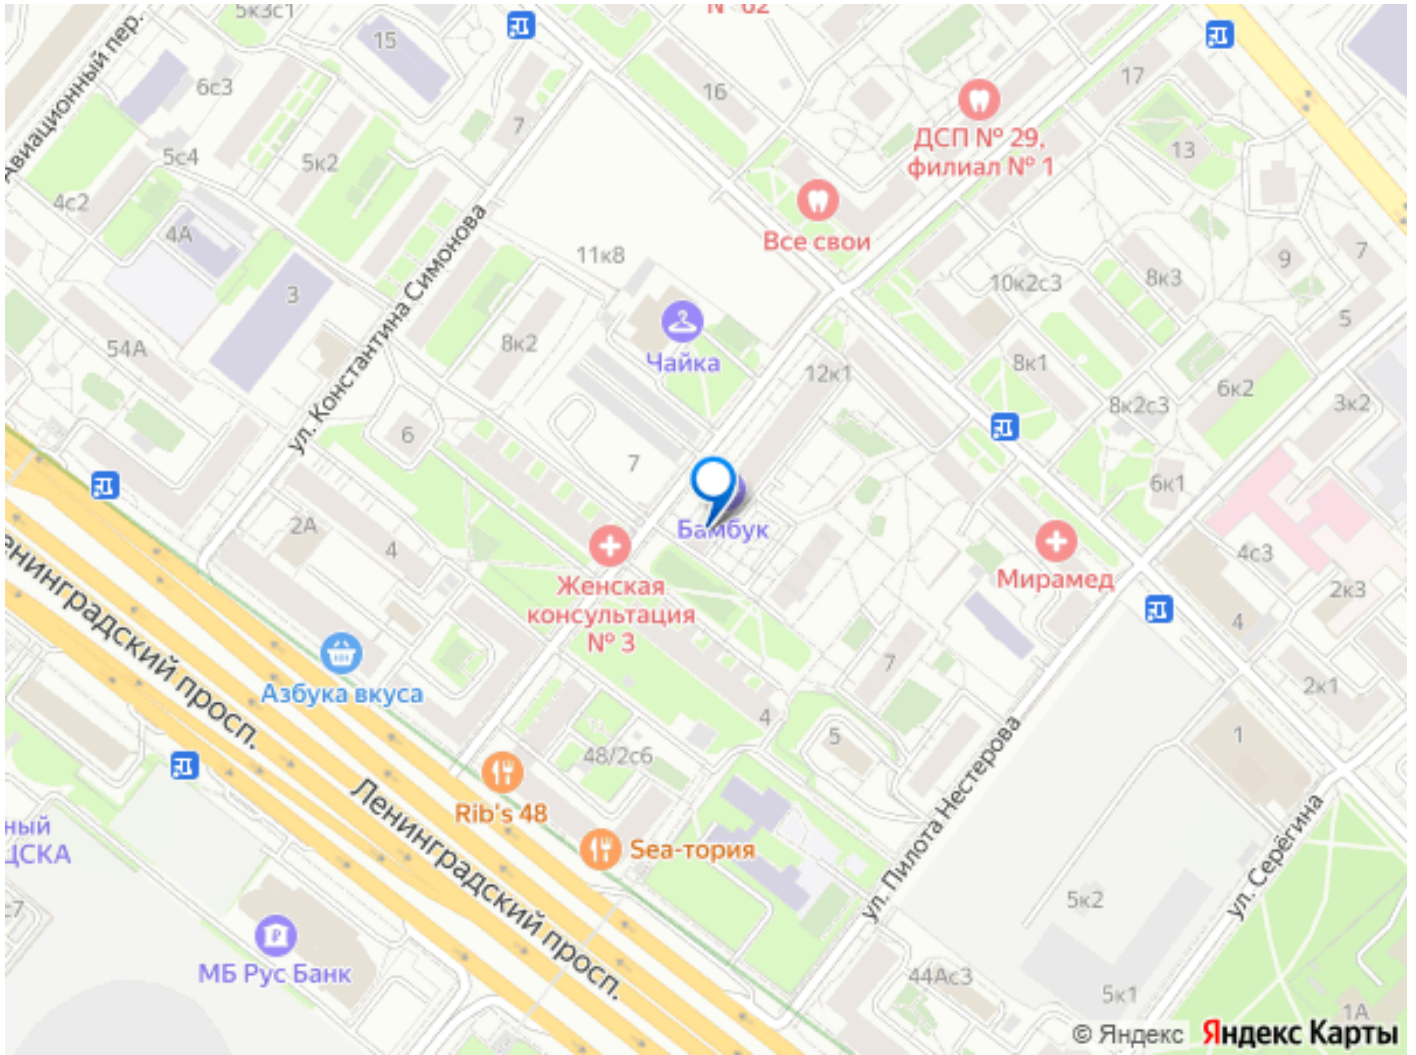 5к3с1
№ 62
15
17
Авиационный пер.
6с3
16
ДСП № 29,
филиал № 1
7
13
5с4
5к2
4с2
Все свои
4А
ул. Константина Симонова
11к8
9
7
10к2с3
8к3
3
5
54А
8к2
Чайка
12к1
8к1
6к2
8к2с3
3к2
6
7
6к1
2А
Бамбук
4
Женская
консультация
№ 3
Мирамед
4с3
2к3
4
Азбука вкуса
7
2к1
Ленинградский просп.
4
5
1
48/2с6
ул. Пилота Нестерова
Rib's 48
Ленинградский просп.
ный
ЦСКА
Sea-тория
ул. Серёгина
5к2
МБ Рус Банк
44Ас3
5к1
1А
© Яндекс Яндекс Карты